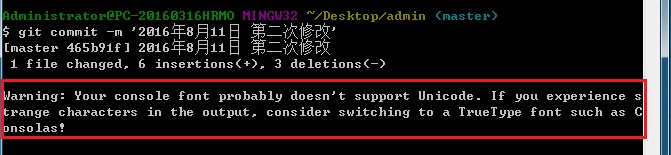 Administrator@PC-20160316HRMO MINGW32 ~/Desktop/admin (master)
$ git commit -m '2016年8月11日 第二次修改'
[master 465b91f] 2016年8月11日 第二次修改
 1 file changed, 6 insertions(+), 3 deletions(-)
Warning: Your console font probably doesn't support Unicode. If you experience s
trange characters in the output, consider switching to a TrueType font such as C
onsolas!